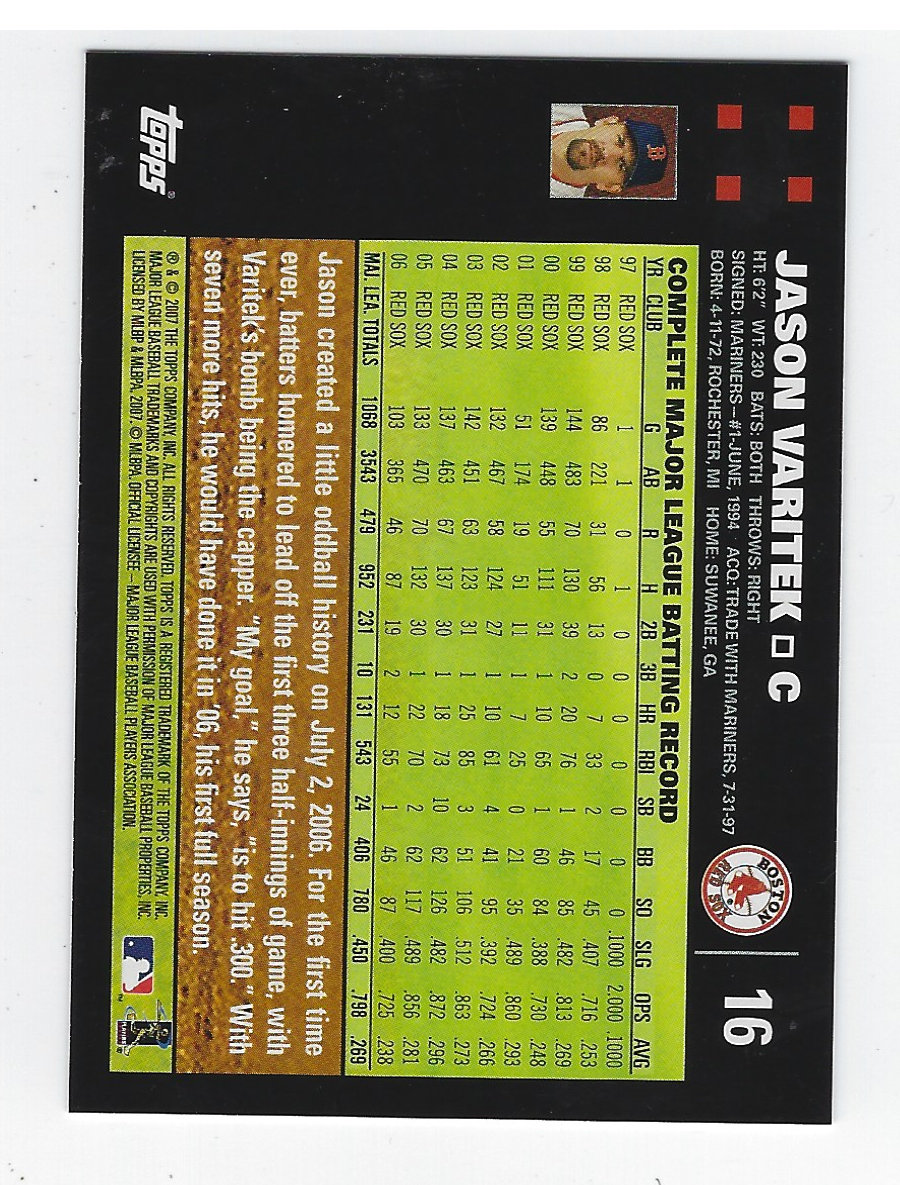 JASON VARITEK □ C
HT: 6'2" WT: 230 BATS: BOTH THROWS: RIGHT
SIGNED: MARINERS–#1-JUNE, 1994 ACQ: TRADE WITH MARINERS, 7-31-97
BORN: 4-11-72, ROCHESTER, MI HOME: SUWANEE, GA
BOSTON
RED SOX
16
B
COMPLETE MAJOR LEAGUE BATTING RECORD
YR CLUB G AB R H 2B 3B HR RBI SB BB SO SLG OPS AVG
97 RED SOX 1 1 0 1 0 0 0 0 0 0 0 .1000 2.000 .1000
98 RED SOX 86 221 31 56 13 0 7 33 2 17 45 .407 .716 .253
99 RED SOX 144 483 70 130 39 2 20 76 1 46 85 .482 .813 .269
00 RED SOX 139 448 55 111 31 1 10 65 1 60 84 .388 .730 .248
01 RED SOX 51 174 19 51 11 1 7 25 0 21 35 .489 .860 .293
02 RED SOX 132 467 58 124 27 1 10 61 4 41 95 .392 .724 .266
03 RED SOX 142 451 63 123 31 1 25 85 3 51 106 .512 .863 .273
04 RED SOX 137 463 67 137 30 1 18 73 10 62 126 .482 .872 .296
05 RED SOX 133 470 70 132 30 1 22 70 2 62 117 .489 .856 .281
06 RED SOX 103 365 46 87 19 2 12 55 1 46 87 .400 .725 .238
MAJ. LEA. TOTALS 1068 3543 479 952 231 10 131 543 24 406 780 .450 .798 .269
Jason created a little oddball history on July 2, 2006. For the first time
ever, batters homered to lead off the first three half-innings of game, with
Varitek's bomb being the capper. "My goal," he says, "is to hit .300." With
seven more hits, he would have done it in '06, his first full season.
® & © 2007 THE TOPPS COMPANY, INC. ALL RIGHTS RESERVED. TOPPS IS A REGISTERED TRADEMARK OF THE TOPPS COMPANY, INC.
MAJOR LEAGUE BASEBALL TRADEMARKS AND COPYRIGHTS ARE USED WITH PERMISSION OF MAJOR LEAGUE BASEBALL PROPERTIES, INC.
LICENSED BY MLBP & MLBPA 2007. © MLBPA. OFFICIAL LICENSEE – MAJOR LEAGUE BASEBALL PLAYERS ASSOCIATION.
topps®